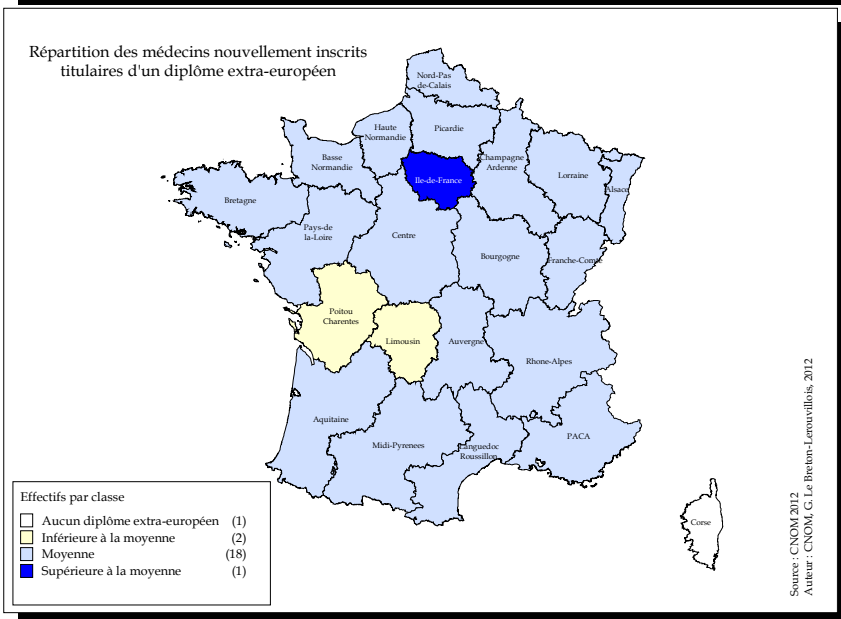 Répartition des médecins nouvellement inscrits
titulaires d'un diplôme extra-européen
Nord-Pas
de-Calais
Haute
Normandie
Picardie
Basse
Normandie
Champagne
Ardenne
Ile-de-France
Lorraine
Alsace
Bretagne
Pays-de
la-Loire
Centre
Bourgogne
Franche-Comté
Poitou
Charentes
Limousin
Auvergne
Rhone-Alpes
Aquitaine
Midi-Pyrenees
Languedoc
Roussillon
PACA
Corse
Effectifs par classe
Aucun diplôme extra-européen (1)
Inférieure à la moyenne (2)
Moyenne (18)
Supérieure à la moyenne (1)
Source : CNOM 2012
Auteur : CNOM, G. Le Breton-Lerouvillois, 2012